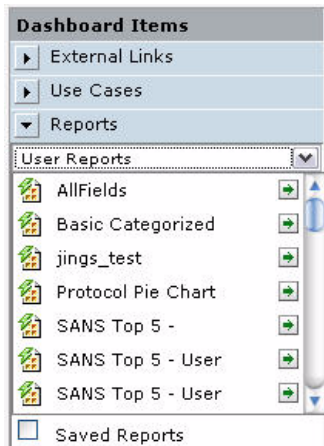 Dashboard Items
External Links
Use Cases
Reports
User Reports
AllFields
Basic Categorized
jings_test
Protocol Pie Chart
SANS Top 5 -
SANS Top 5 - User
SANS Top 5 - User
Saved Reports